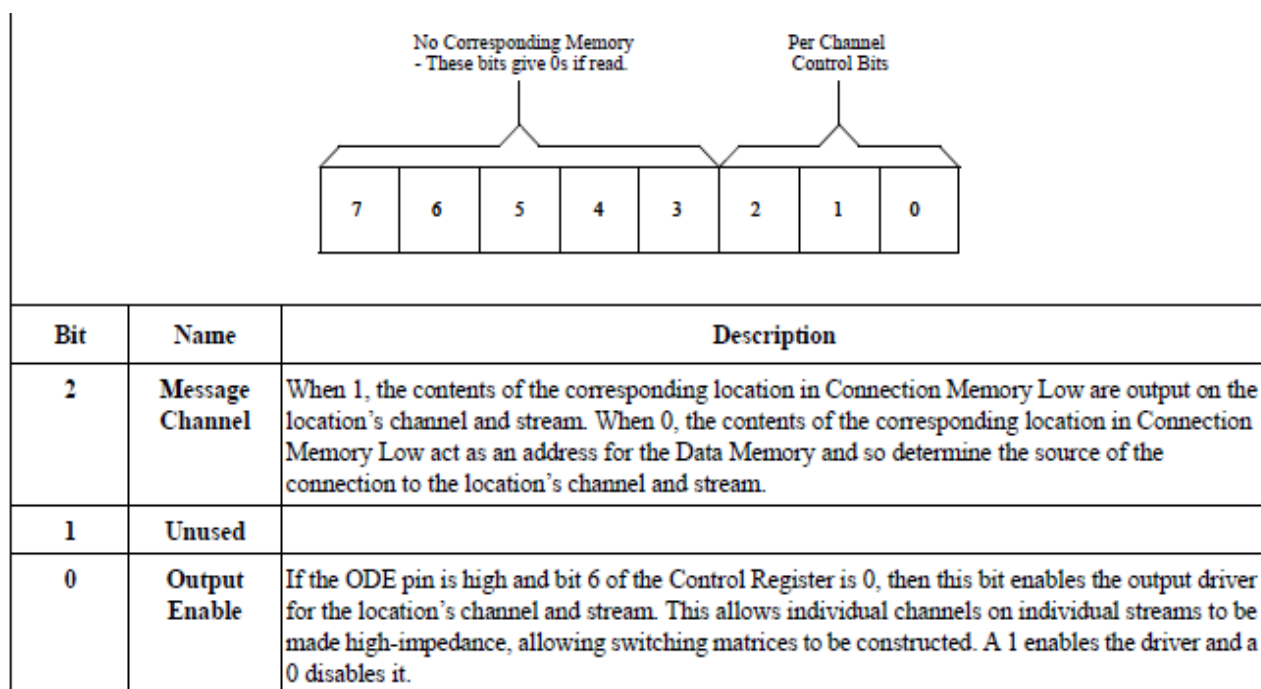 No Corresponding Memory
- These bits give 0s if read.
Per Channel
Control Bits
7 6 5 4 3 2 1 0
Bit Name Description
2 Message Channel When 1, the contents of the corresponding location in Connection Memory Low are output on the
location's channel and stream. When 0, the contents of the corresponding location in Connection
Memory Low act as an address for the Data Memory and so determine the source of the
connection to the location's channel and stream.
1 Unused
0 Output Enable If the ODE pin is high and bit 6 of the Control Register is 0, then this bit enables the output driver
for the location's channel and stream. This allows individual channels on individual streams to be
made high-impedance, allowing switching matrices to be constructed. A 1 enables the driver and a
0 disables it.